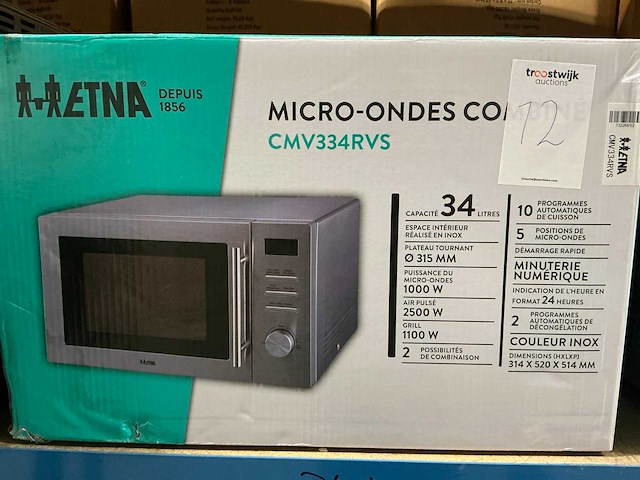 ETNA
DEPUIS
1856
MICRO-ONDES COMBINÉ
CMV334RVS
troostwijk
auctions
72
ETNA
CMV334RVS
CAPACITÉ 34 LITRES
ESPACE INTÉRIEUR
RÉALISÉ EN INOX
PLATEAU TOURNANT
Ø 315 MM
PUISSANCE DU
MICRO-ONDES
1000 W
AIR PULSÉ
2500 W
GRILL
1100 W
2 POSSIBILITÉS
DE COMBINAISON
10 PROGRAMMES
AUTOMATIQUES
DE CUISSON
5 POSITIONS DE
MICRO-ONDES
DÉMARRAGE RAPIDE
MINUTERIE
NUMÉRIQUE
INDICATION DE L'HEURE EN
FORMAT 24 HEURES
2 PROGRAMMES
AUTOMATIQUES DE
DÉCONGÉLATION
COULEUR INOX
DIMENSIONS (HXLXP)
314 X 520 X 514 MM
ETNA